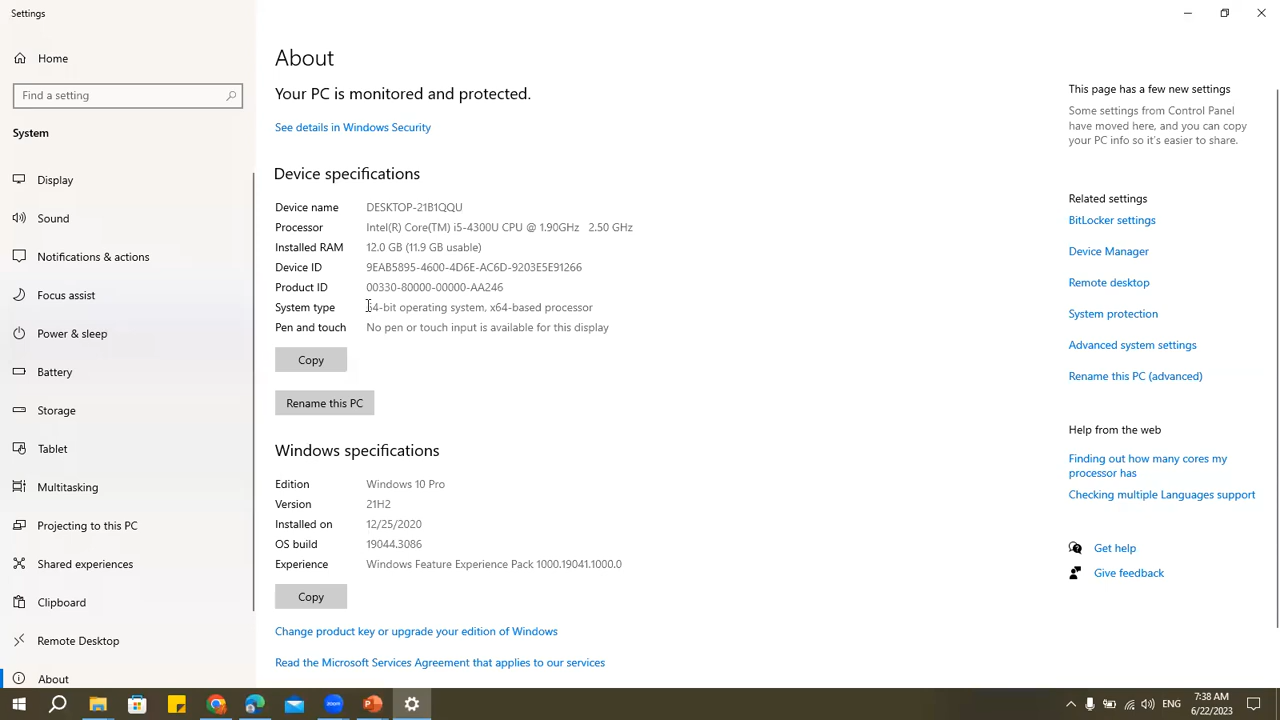 Settings
Home
Find a setting
System
Display
Sound
Notifications & actions
Focus assist
Power & sleep
Battery
Storage
Tablet
Multitasking
Projecting to this PC
Shared experiences
Clipboard
Remote Desktop
About
About
Your PC is monitored and protected.
See details in Windows Security
Device specifications
Device name DESKTOP-21B1QQU
Processor Intel(R) Core(TM) i5-4300U CPU @ 1.90GHz 2.50 GHz
Installed RAM 12.0 GB (11.9 GB usable)
Device ID 9EAB5895-4600-4D6E-AC6D-9203E5E91266
Product ID 00330-80000-00000-AA246
System type 64-bit operating system, x64-based processor
Pen and touch No pen or touch input is available for this display
Copy
Rename this PC
Windows specifications
Edition Windows 10 Pro
Version 21H2
Installed on 12/25/2020
OS build 19044.3086
Experience Windows Feature Experience Pack 1000.19041.1000.0
Copy
Change product key or upgrade your edition of Windows
Read the Microsoft Services Agreement that applies to our services
This page has a few new settings
Some settings from Control Panel
have moved here, and you can copy
your PC info so it's easier to share.
Related settings
BitLocker settings
Device Manager
Remote desktop
System protection
Advanced system settings
Rename this PC (advanced)
Help from the web
Finding out how many cores my
processor has
Checking multiple Languages support
Get help
Give feedback
zoom
ENG
7:38 AM
6/22/2023